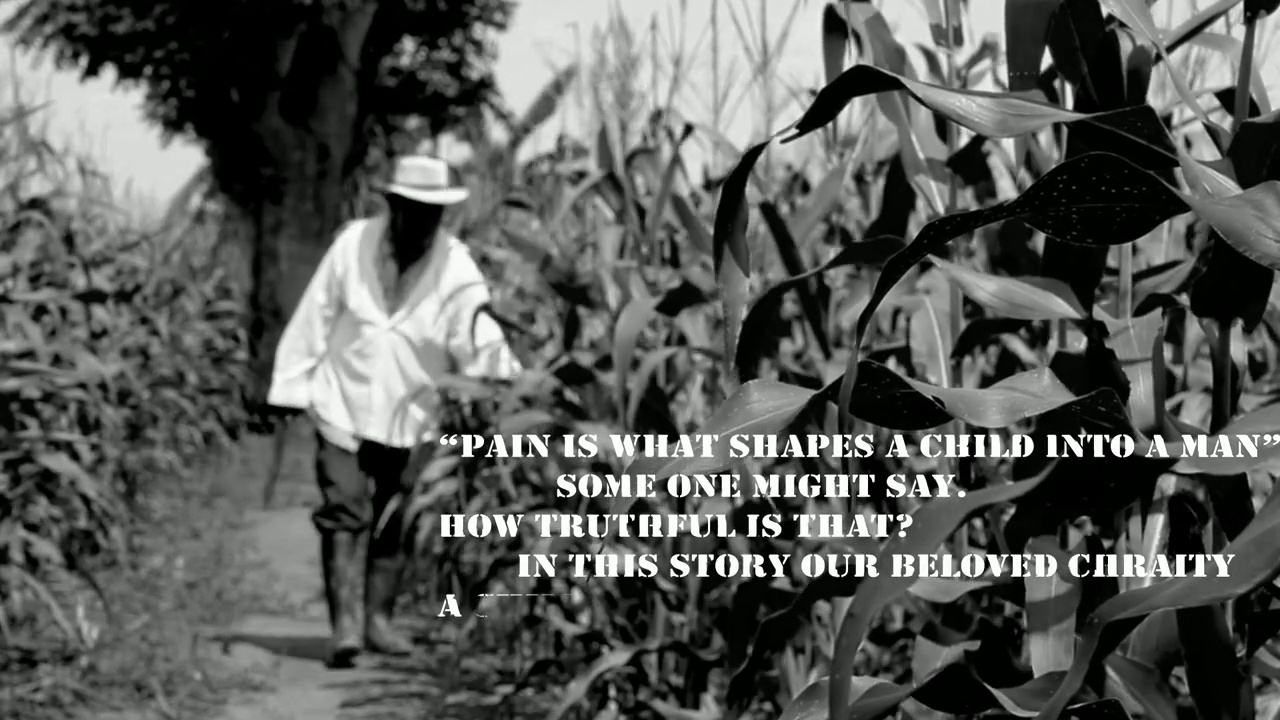 “PAIN IS WHAT SHAPES A CHILD INTO A MAN”
SOME ONE MIGHT SAY.
HOW TRUTHFUL IS THAT?
IN THIS STORY OUR BELOVED CHRAITY
A